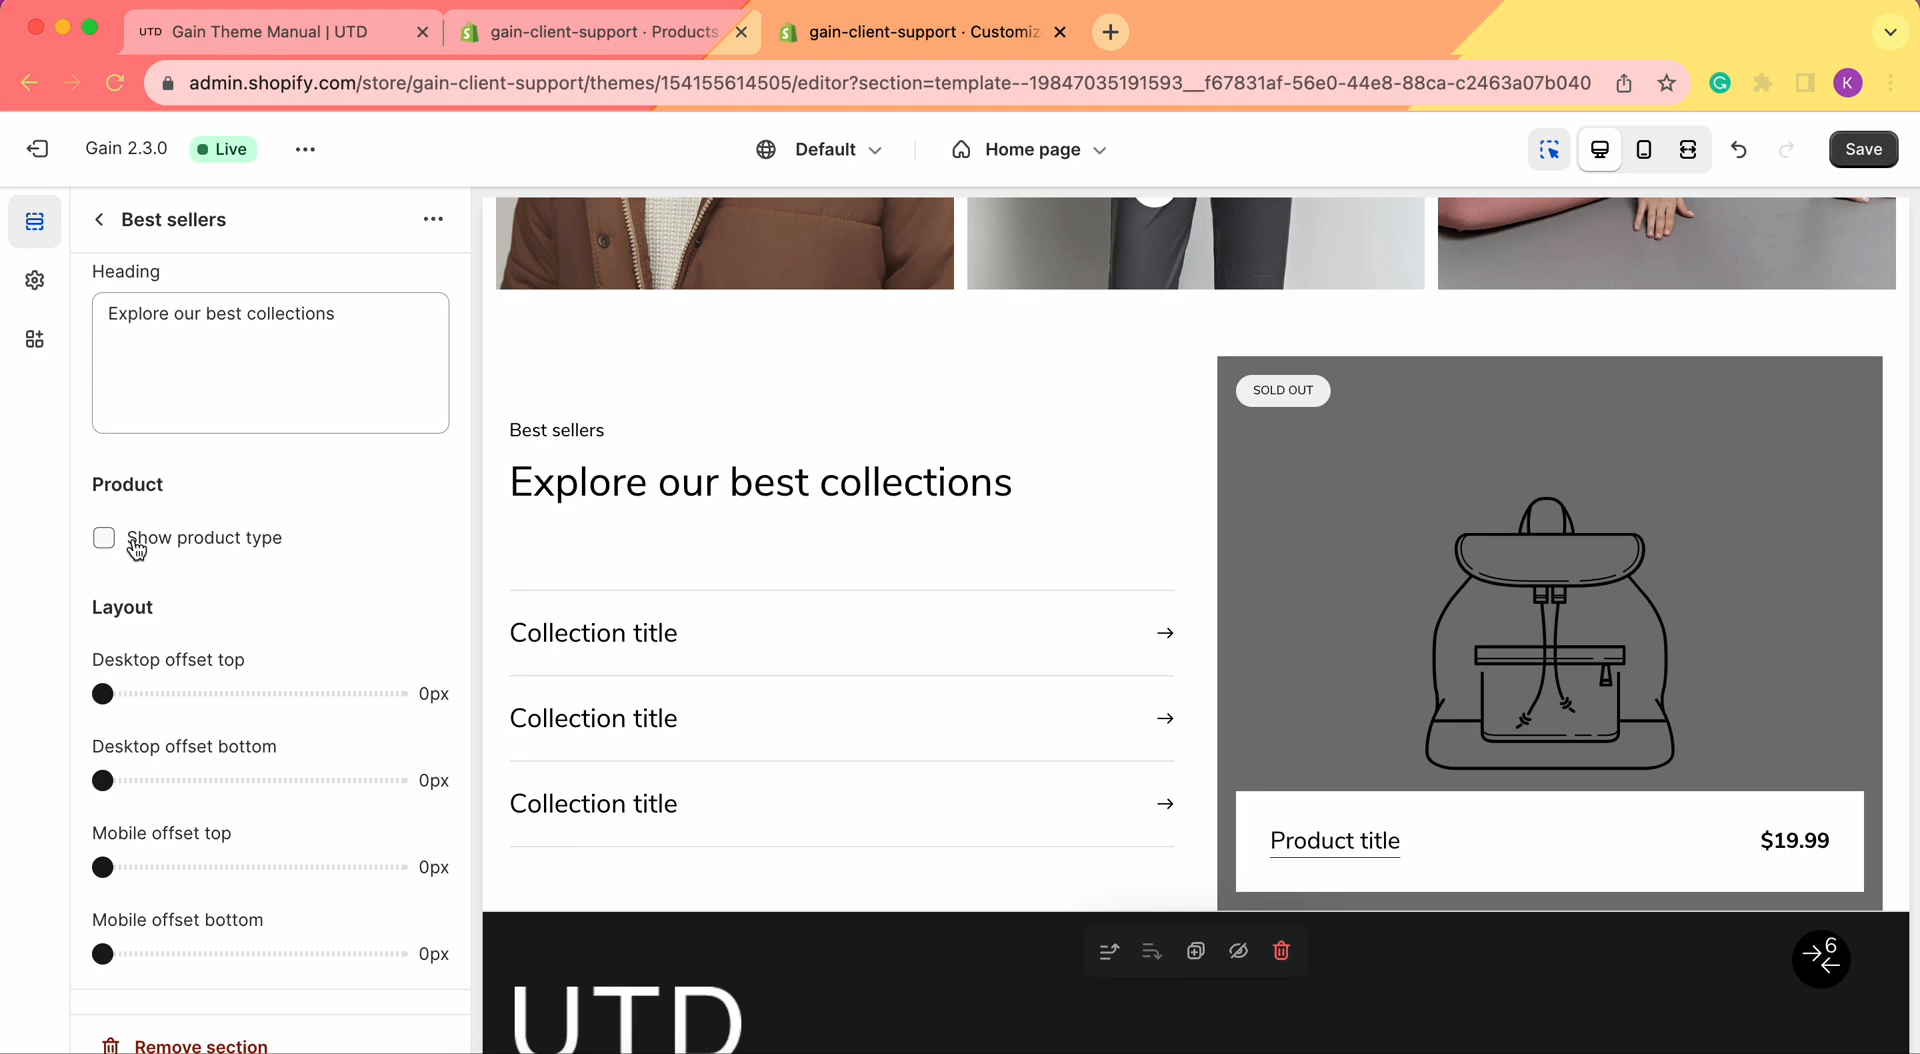 UTD Gain Theme Manual | UTD
gain-client-support · Products
gain-client-support · Customiz
admin.shopify.com/store/gain-client-support/themes/154155614505/editor?section=template--19847035191593__f67831af-56e0-44e8-88ca-c2463a07b040
K
Gain 2.3.0
Live
Default
Home page
Save
Best sellers
Heading
Explore our best collections
Product
Show product type
Layout
Desktop offset top
0px
Desktop offset bottom
0px
Mobile offset top
0px
Mobile offset bottom
0px
Remove section
Best sellers
Explore our best collections
Collection title
Collection title
Collection title
SOLD OUT
Product title
$19.99
UTD
6